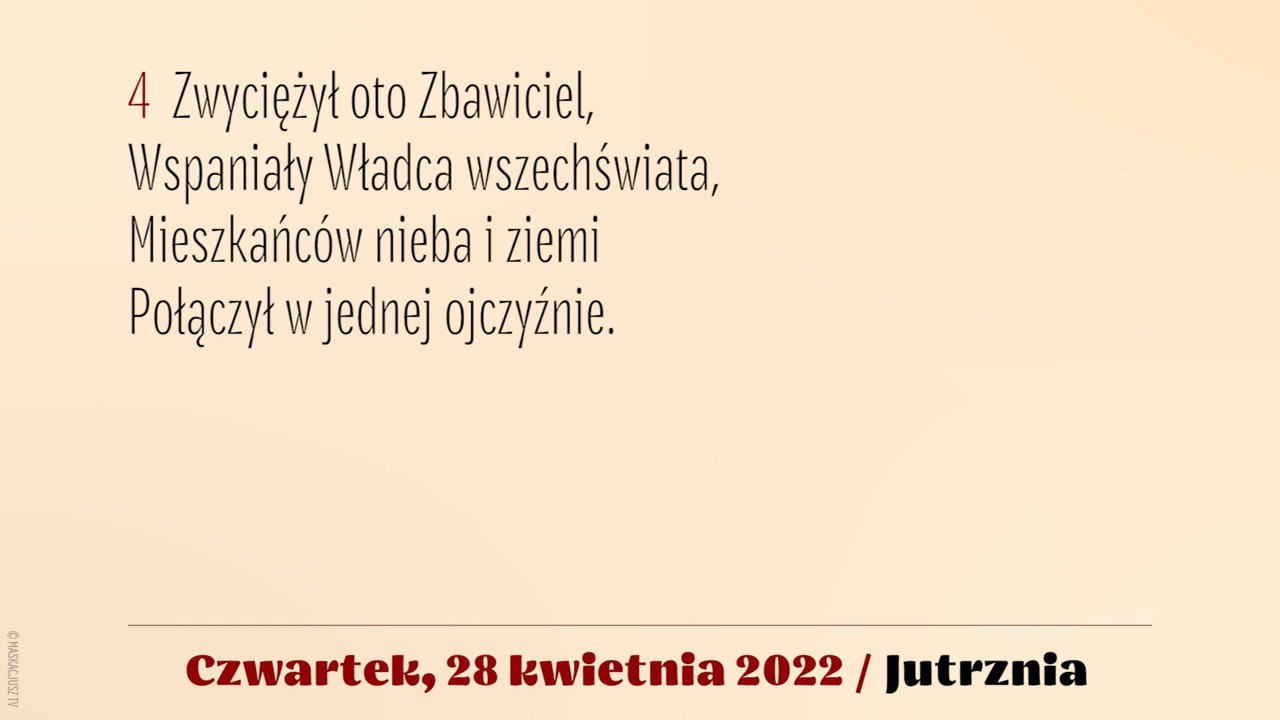 4 Zwyciężył oto Zbawiciel,
Wspaniały Władca wszechświata,
Mieszkańców nieba i ziemi
Połączył w jednej ojczyźnie.
Czwartek, 28 kwietnia 2022 / Jutrznia
© MASKACJUSZ.TV